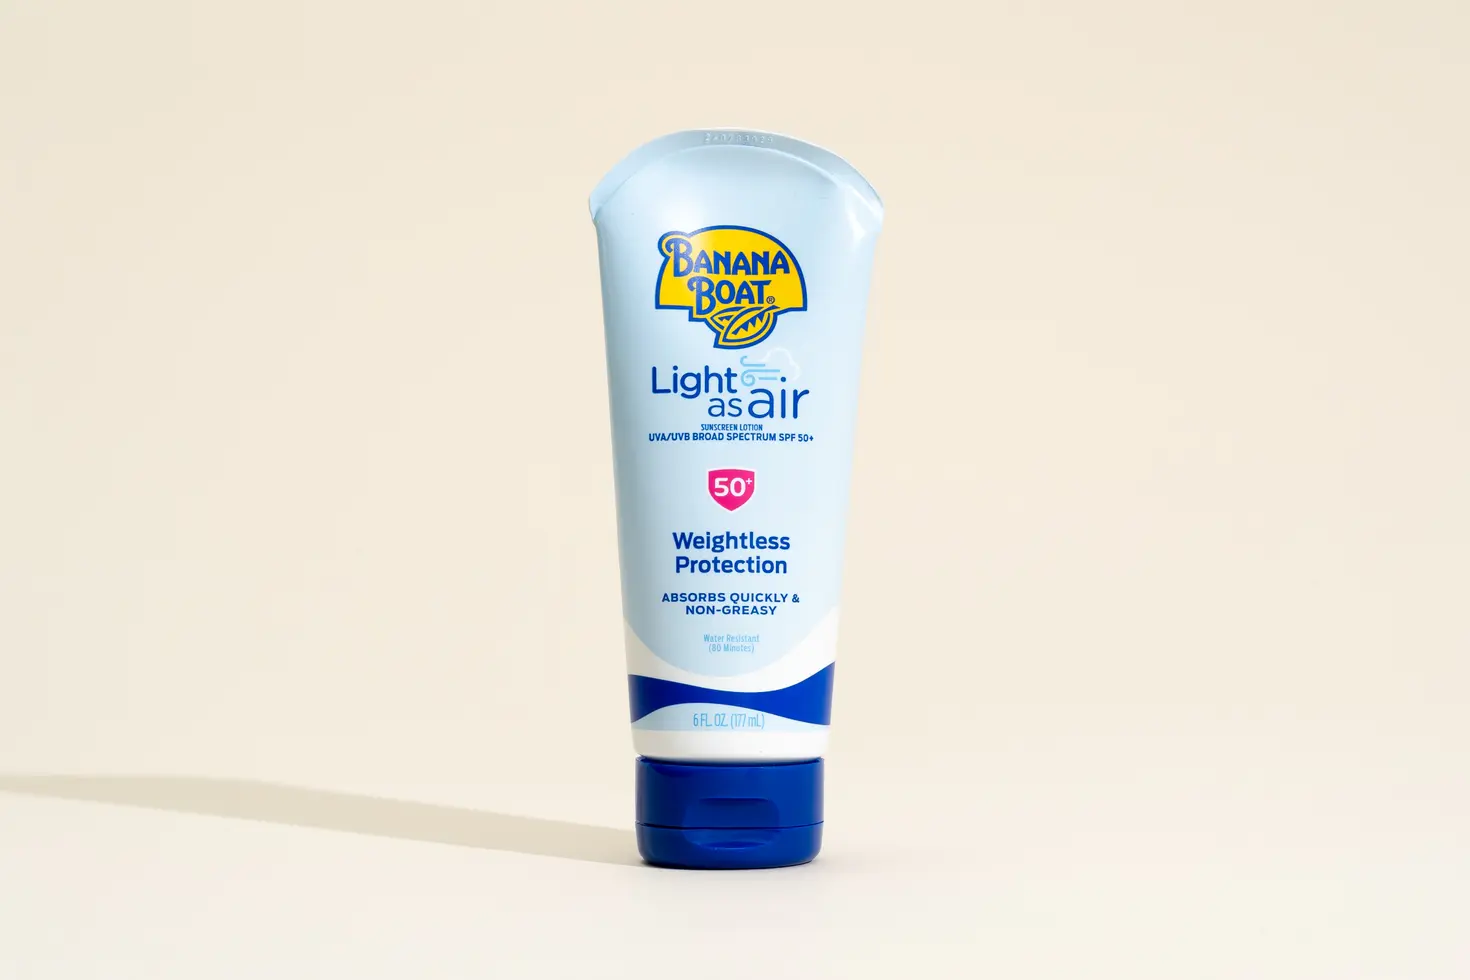 BANANA
BOAT®
Light
as air
SUNSCREEN LOTION
UVA/UVB BROAD SPECTRUM SPF 50+
50+
Weightless
Protection
ABSORBS QUICKLY &
NON-GREASY
Water Resistant
(80 Minutes)
6 FL. OZ. (177 mL)